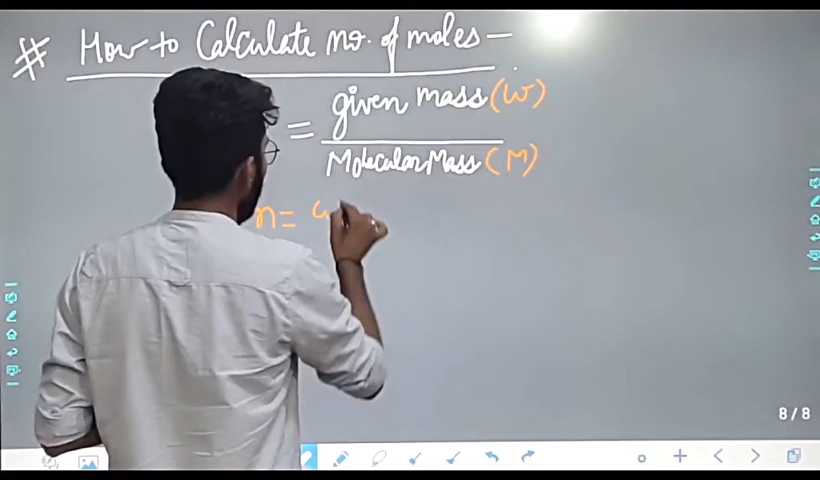 # How to Calculate no. of moles —
= given mass (w)
Molecular Mass (M)
n = w
8/8